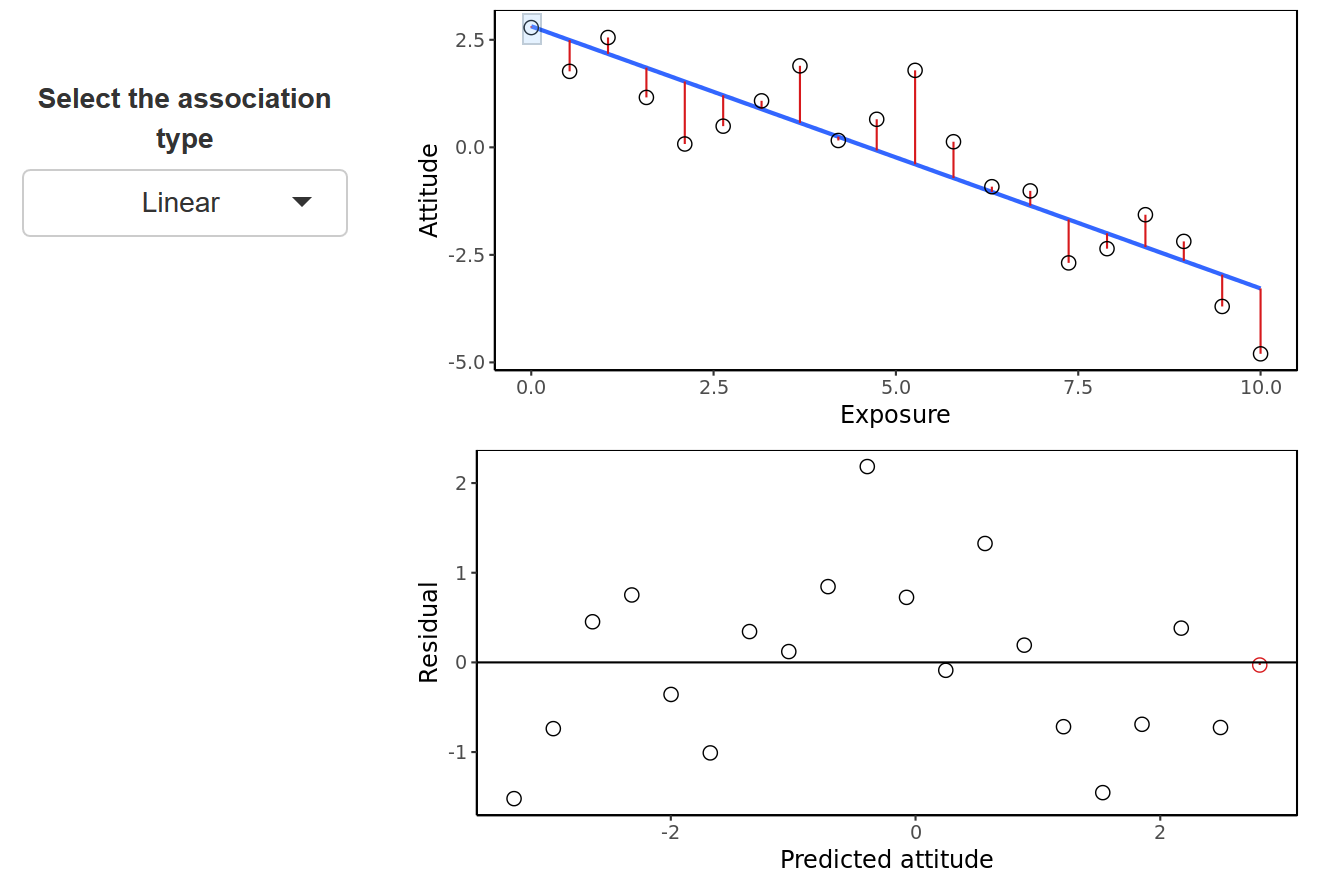 Select the association
type
Linear
2.5
0.0
-2.5
-5.0
Attitude
0.0 2.5 5.0 7.5 10.0
Exposure
2
1
0
-1
Residual
-2 0 2
Predicted attitude